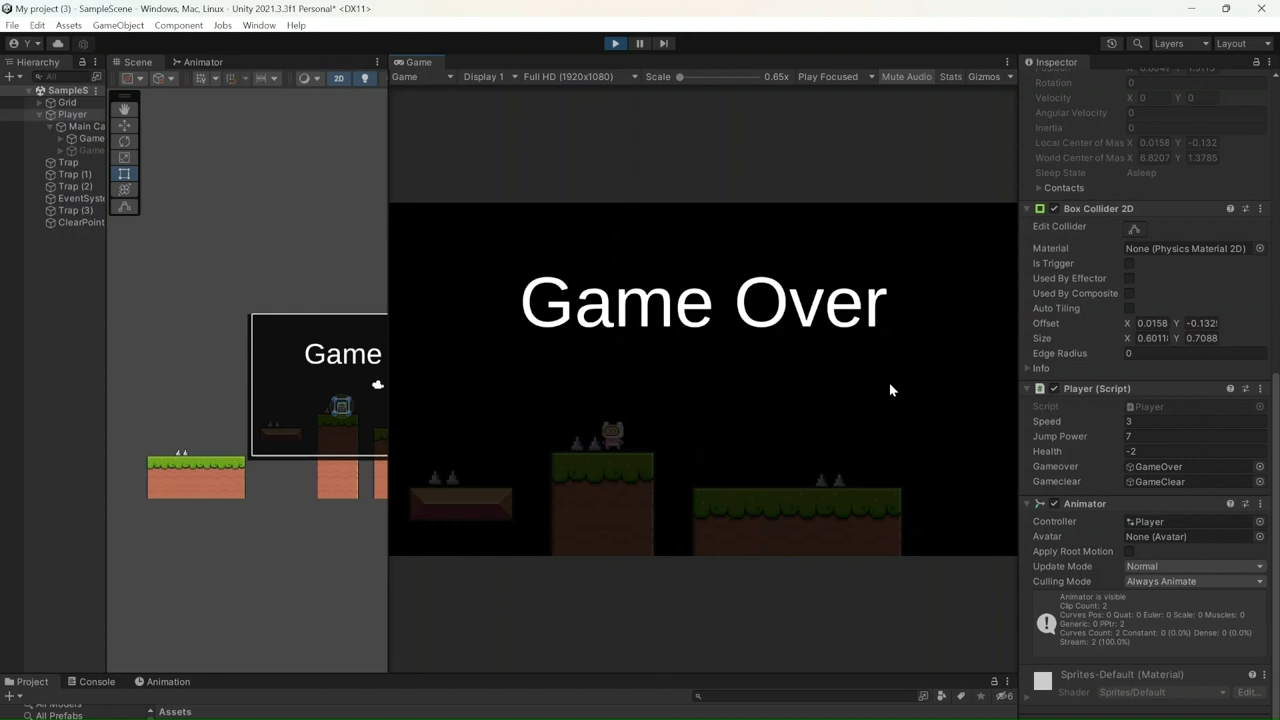 My project (3) - SampleScene - Windows, Mac, Linux - Unity 2021.3.3f1 Personal* <DX11>
File Edit Assets GameObject Component Jobs Window Help
Y
Layers Layout
Hierarchy
Scene
Animator
Game
Inspector
All
2D
Game
Display 1
Full HD (1920x1080)
Scale
0.65x
Play Focused
Mute Audio
Stats
Gizmos
SampleS
Grid
Player
Main Ca
Game
Game
Trap
Trap (1)
Trap (2)
EventSyste
Trap (3)
ClearPoint
Game
Game Over
Rotation 0
Velocity X 0 Y 0
Angular Velocity 0
Inertia 0
Local Center of Mas X 0.0158 Y -0.132
World Center of Mas X 6.8207 Y 1.3785
Sleep State Asleep
Contacts
Box Collider 2D
Edit Collider
Material None (Physics Material 2D)
Is Trigger
Used By Effector
Used By Composite
Auto Tiling
Offset X 0.0158 Y -0.132
Size X 0.6011 Y 0.7088
Edge Radius 0
Info
Player (Script)
Script Player
Speed 3
Jump Power 7
Health -2
Gameover GameOver
Gameclear GameClear
Animator
Controller Player
Avatar None (Avatar)
Apply Root Motion
Update Mode Normal
Culling Mode Always Animate
Animator is visible
Clip Count: 2
Curves Pos: 0 Quat: 0 Euler: 0 Scale: 0 Muscles: 0
Generic: 0 PPtr: 2
Curves Count: 2 Constant: 0 (0.0%) Dense: 0 (0.0%)
Stream: 2 (100.0%)
Sprites-Default (Material)
Shader Sprites/Default Edit...
Project Console Animation
6
All Models
All Prefabs
Assets